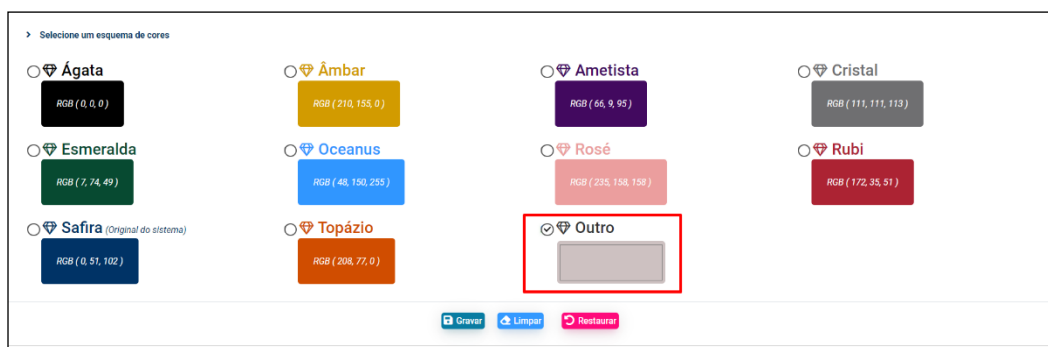 Selecione um esquema de cores
Ágata
Âmbar
Ametista
Cristal
RGB ( 0, 0, 0 )
RGB ( 210, 155, 0 )
RGB ( 66, 9, 95 )
RGB ( 111, 111, 113 )
Esmeralda
Oceanus
Rosé
Rubi
RGB ( 7, 74, 49 )
RGB ( 48, 150, 255 )
RGB ( 235, 158, 158 )
RGB ( 172, 35, 51 )
Safira (Original do sistema)
Topázio
Outro
RGB ( 0, 51, 102 )
RGB ( 208, 77, 0 )
Gravar
Limpar
Restaurar